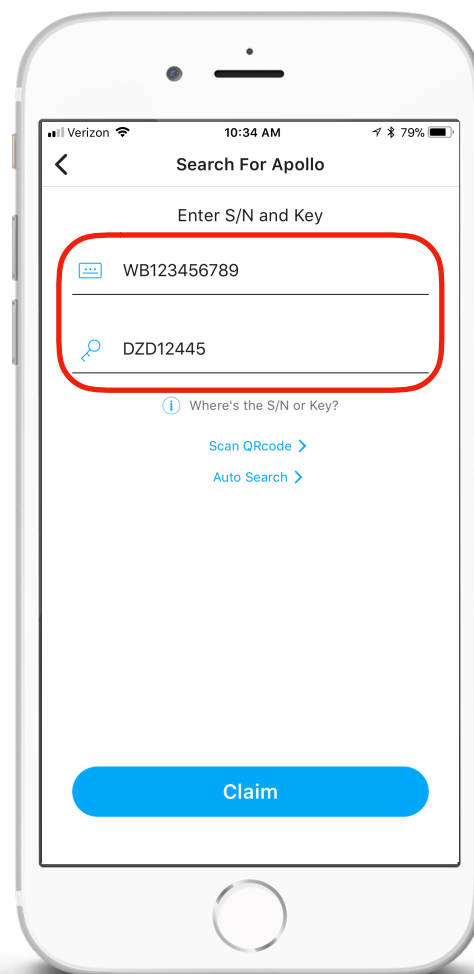 Verizon 10:34 AM 79%
Search For Apollo
Enter S/N and Key
WB123456789
DZD12445
Where's the S/N or Key?
Scan QRcode
Auto Search
Claim